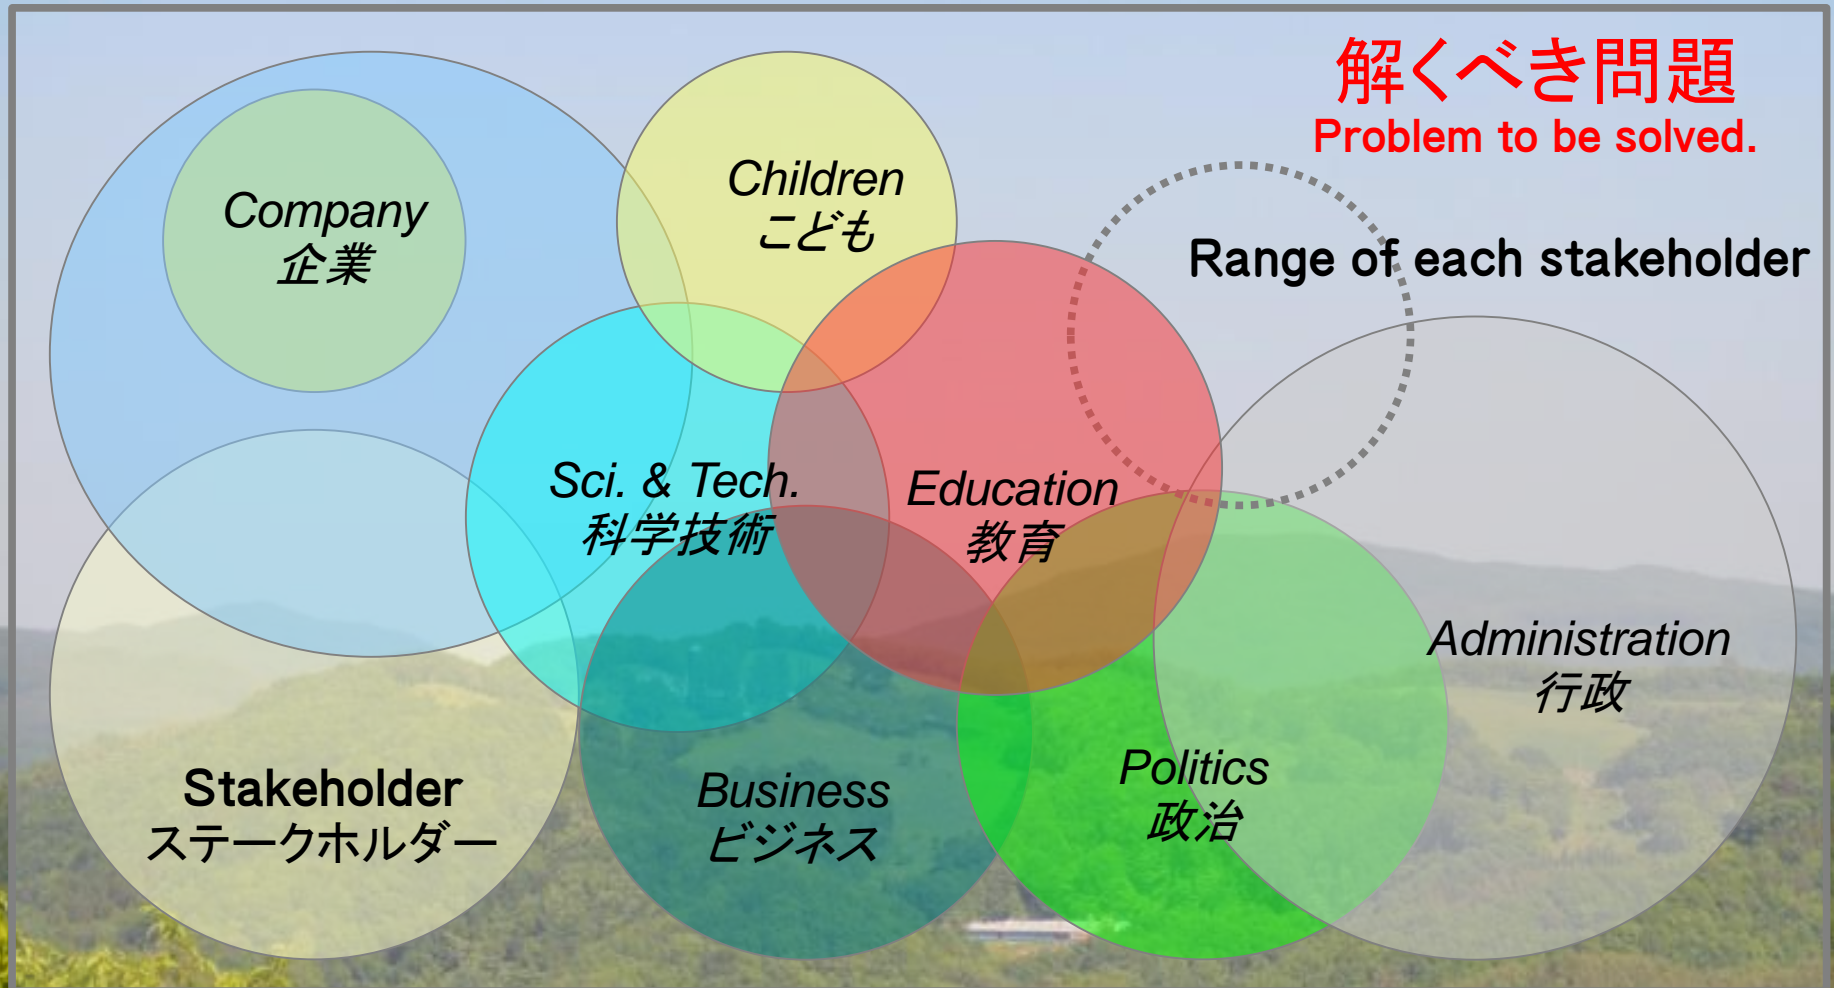 解くべき問題
Problem to be solved.
Company
企業
Children
こども
Range of each stakeholder
Sci. & Tech.
科学技術
Education
教育
Administration
行政
Stakeholder
ステークホルダー
Business
ビジネス
Politics
政治